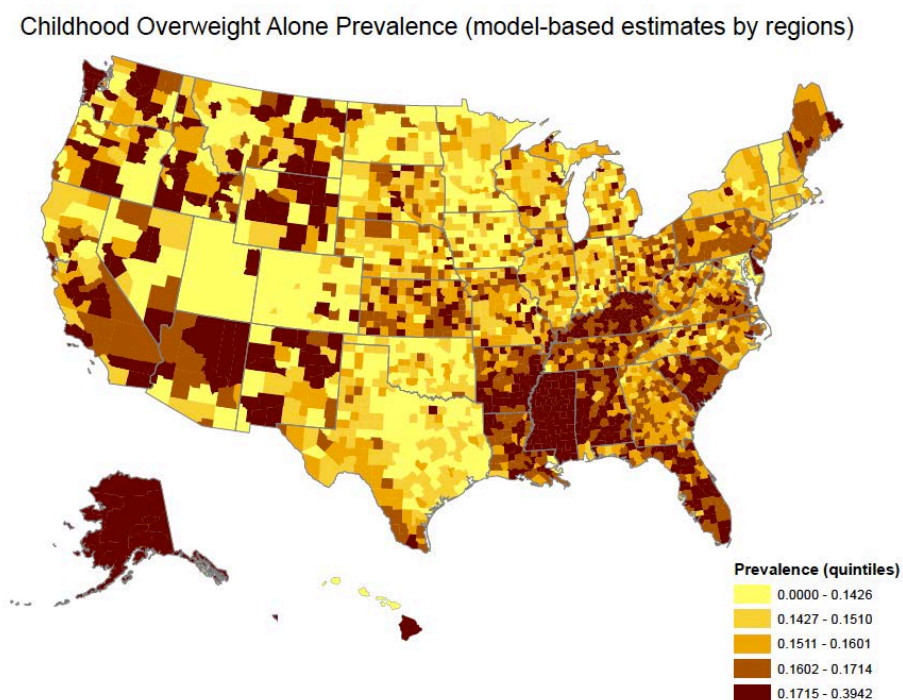 Childhood Overweight Alone Prevalence (model-based estimates by regions)
Prevalence (quintiles)
0.0000 - 0.1426
0.1427 - 0.1510
0.1511 - 0.1601
0.1602 - 0.1714
0.1715 - 0.3942